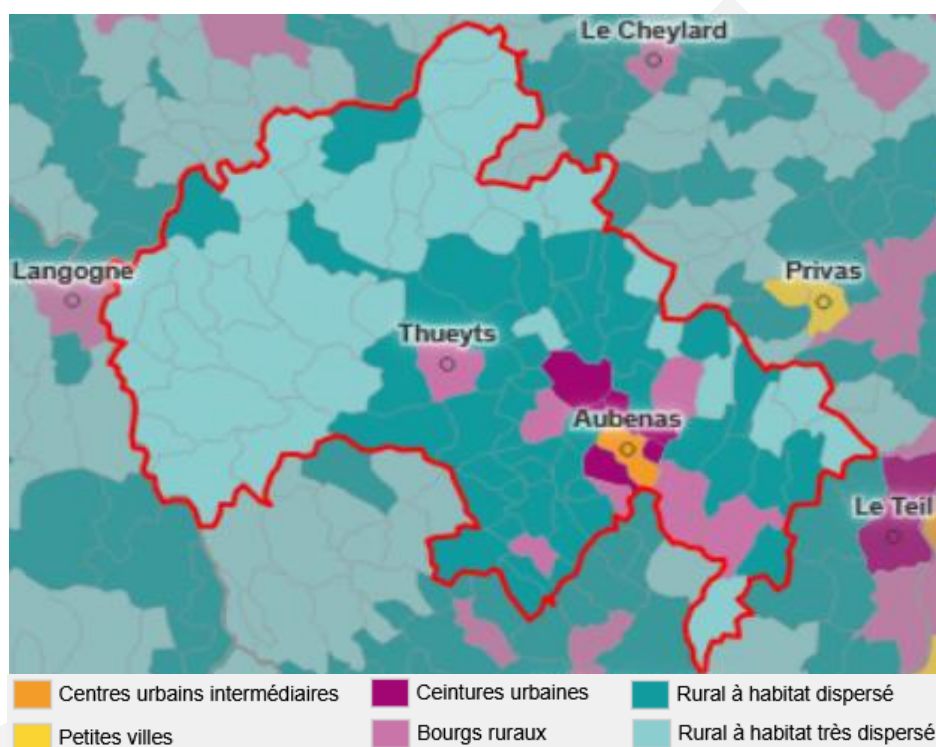 Le Cheylard
Langogne
Privas
Thueyts
Aubenas
Le Teil
Centres urbains intermédiaires
Ceintures urbaines
Rural à habitat dispersé
Petites villes
Bourgs ruraux
Rural à habitat très dispersé